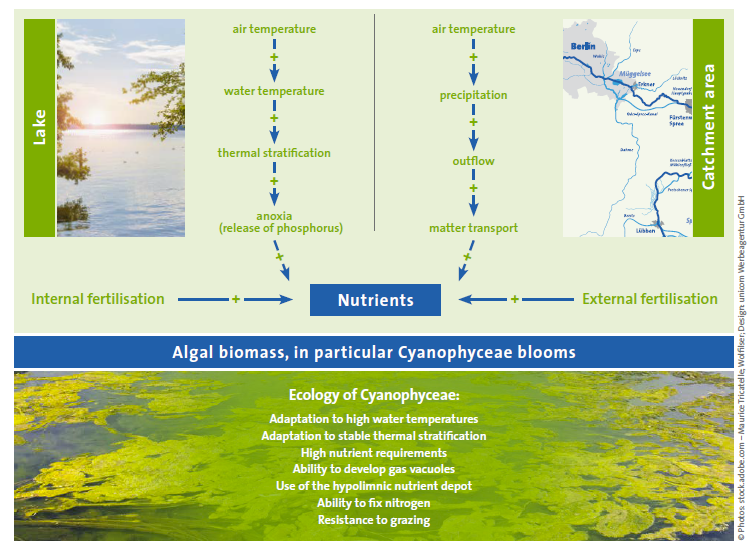 Lake
air temperature
+
water temperature
+
thermal stratification
+
anoxia
(release of phosphorus)
+
air temperature
+
precipitation
+
outflow
+
matter transport
+
Berlin
Müggelsee
Erkner
Dahme
Lübben
Catchment area
Internal fertilisation
+
Nutrients
+
External fertilisation
Algal biomass, in particular Cyanophyceae blooms
Ecology of Cyanophyceae:
Adaptation to high water temperatures
Adaptation to stable thermal stratification
High nutrient requirements
Ability to develop gas vacuoles
Use of the hypolimnic nutrient depot
Ability to fix nitrogen
Resistance to grazing
© Photos: stock.adobe.com – Maurice Tricatelle, Wolfilser; Design: unicom Werbeagentur GmbH